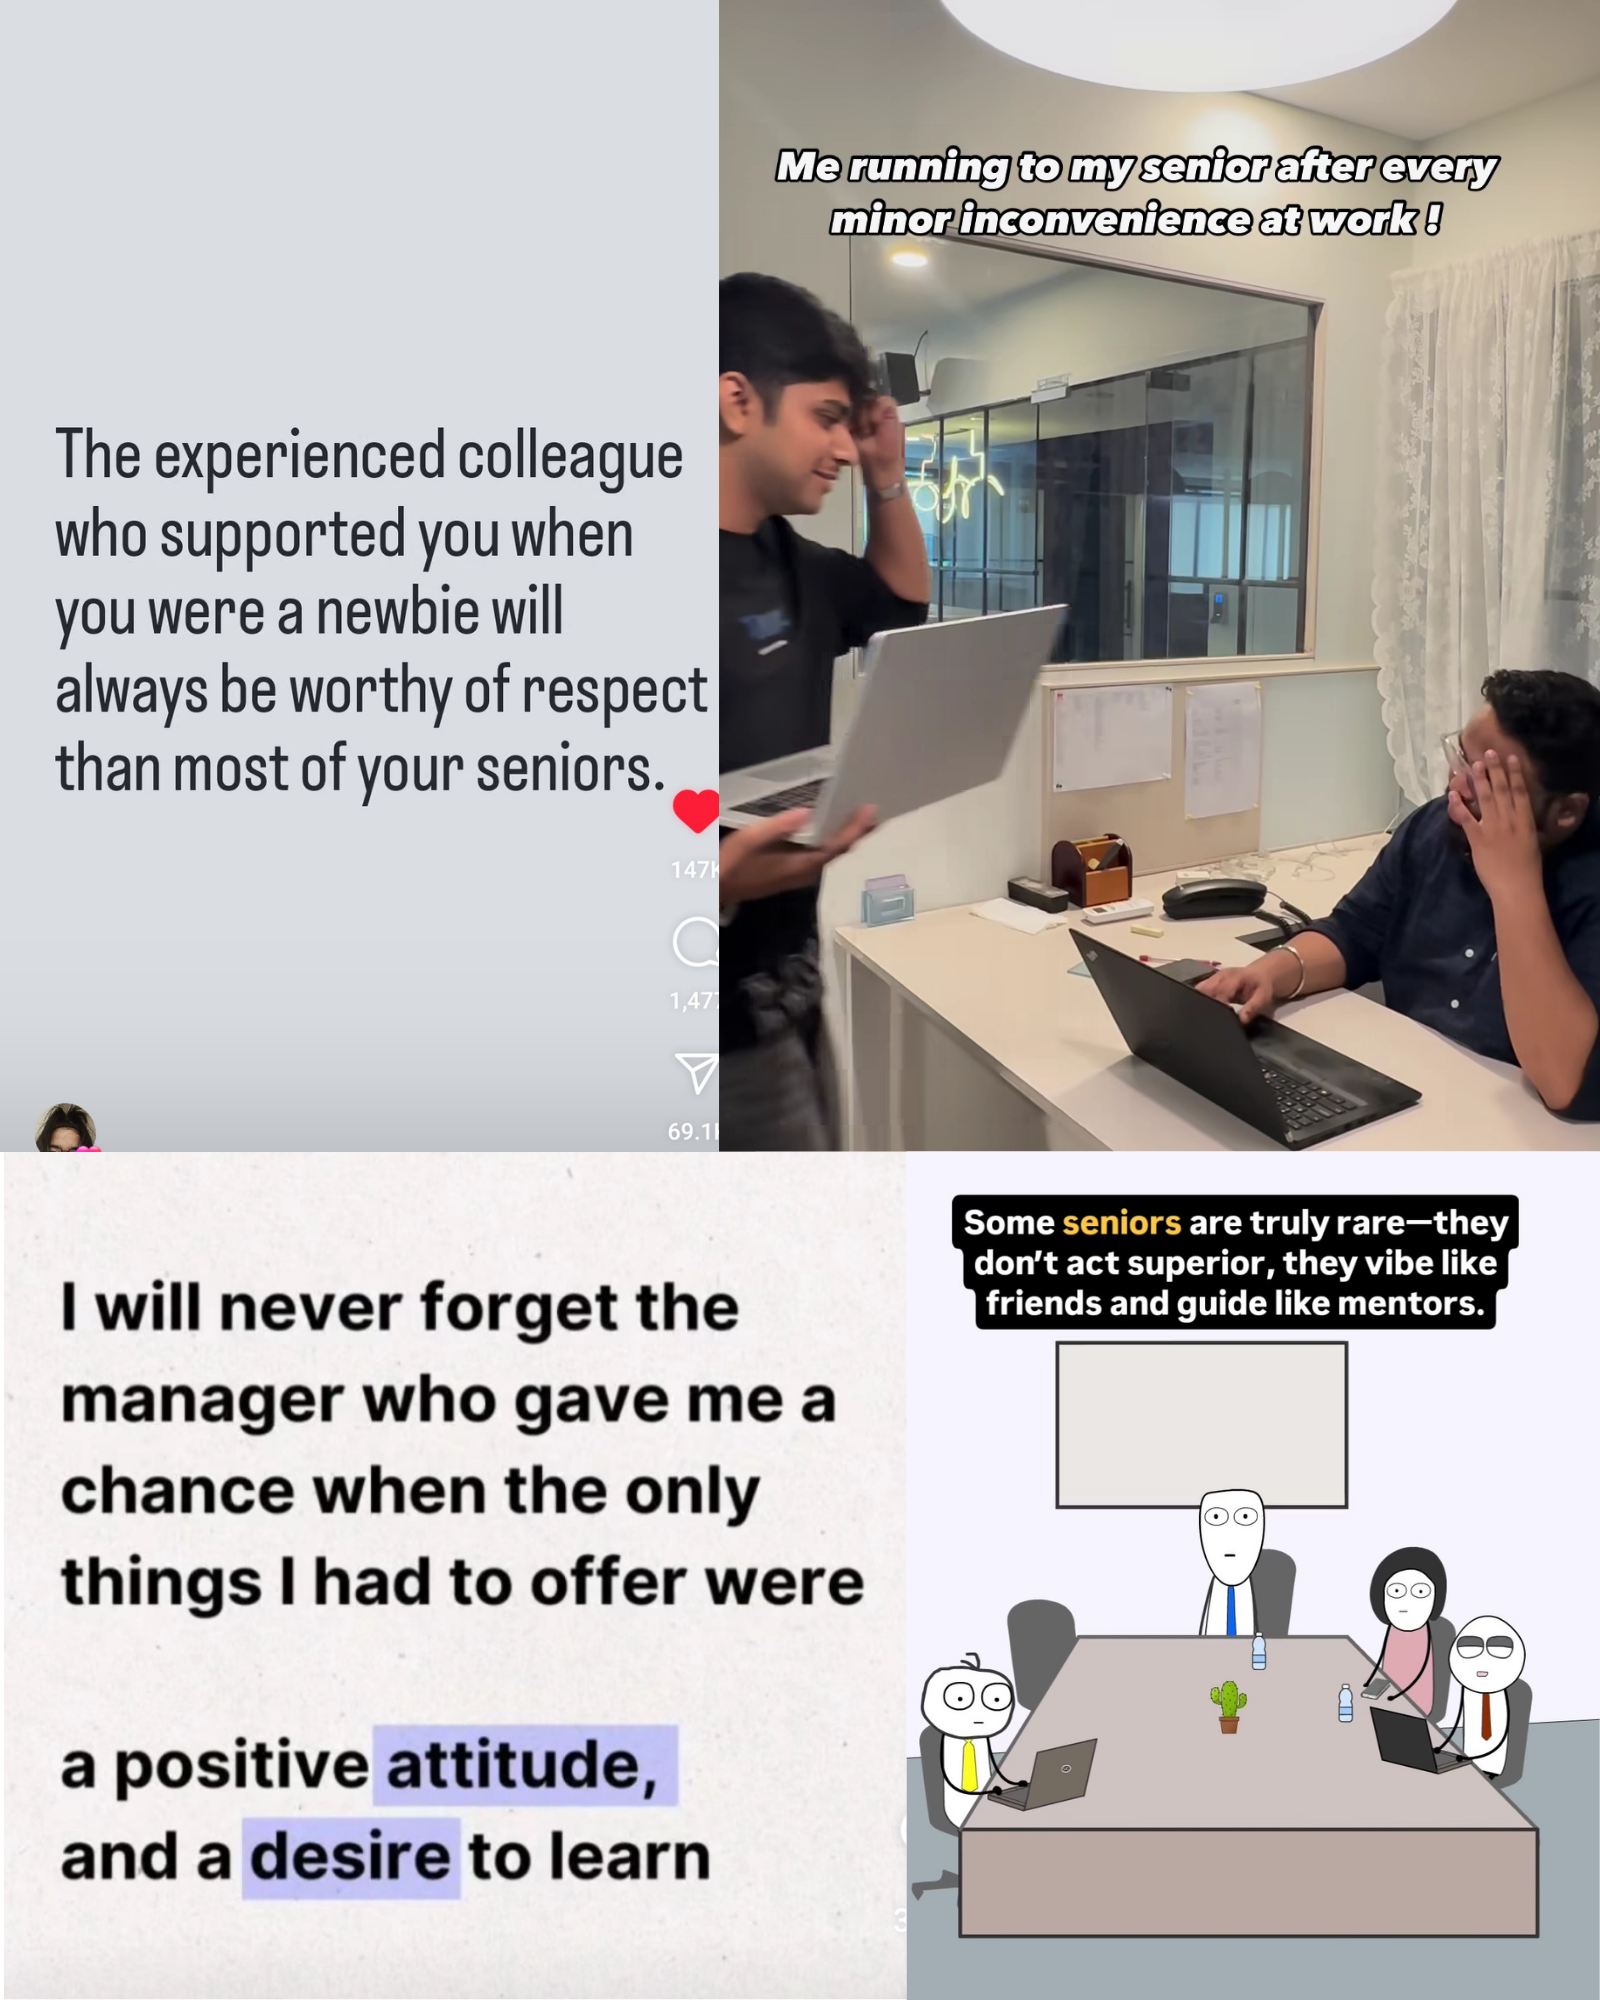 The experienced colleague
who supported you when
you were a newbie will
always be worthy of respect
than most of your seniors.
147K
1,477
69.1
Me running to my senior after every
minor inconvenience at work !
I will never forget the
manager who gave me a
chance when the only
things I had to offer were
a positive attitude,
and a desire to learn
3
Some seniors are truly rare—they
don't act superior, they vibe like
friends and guide like mentors.